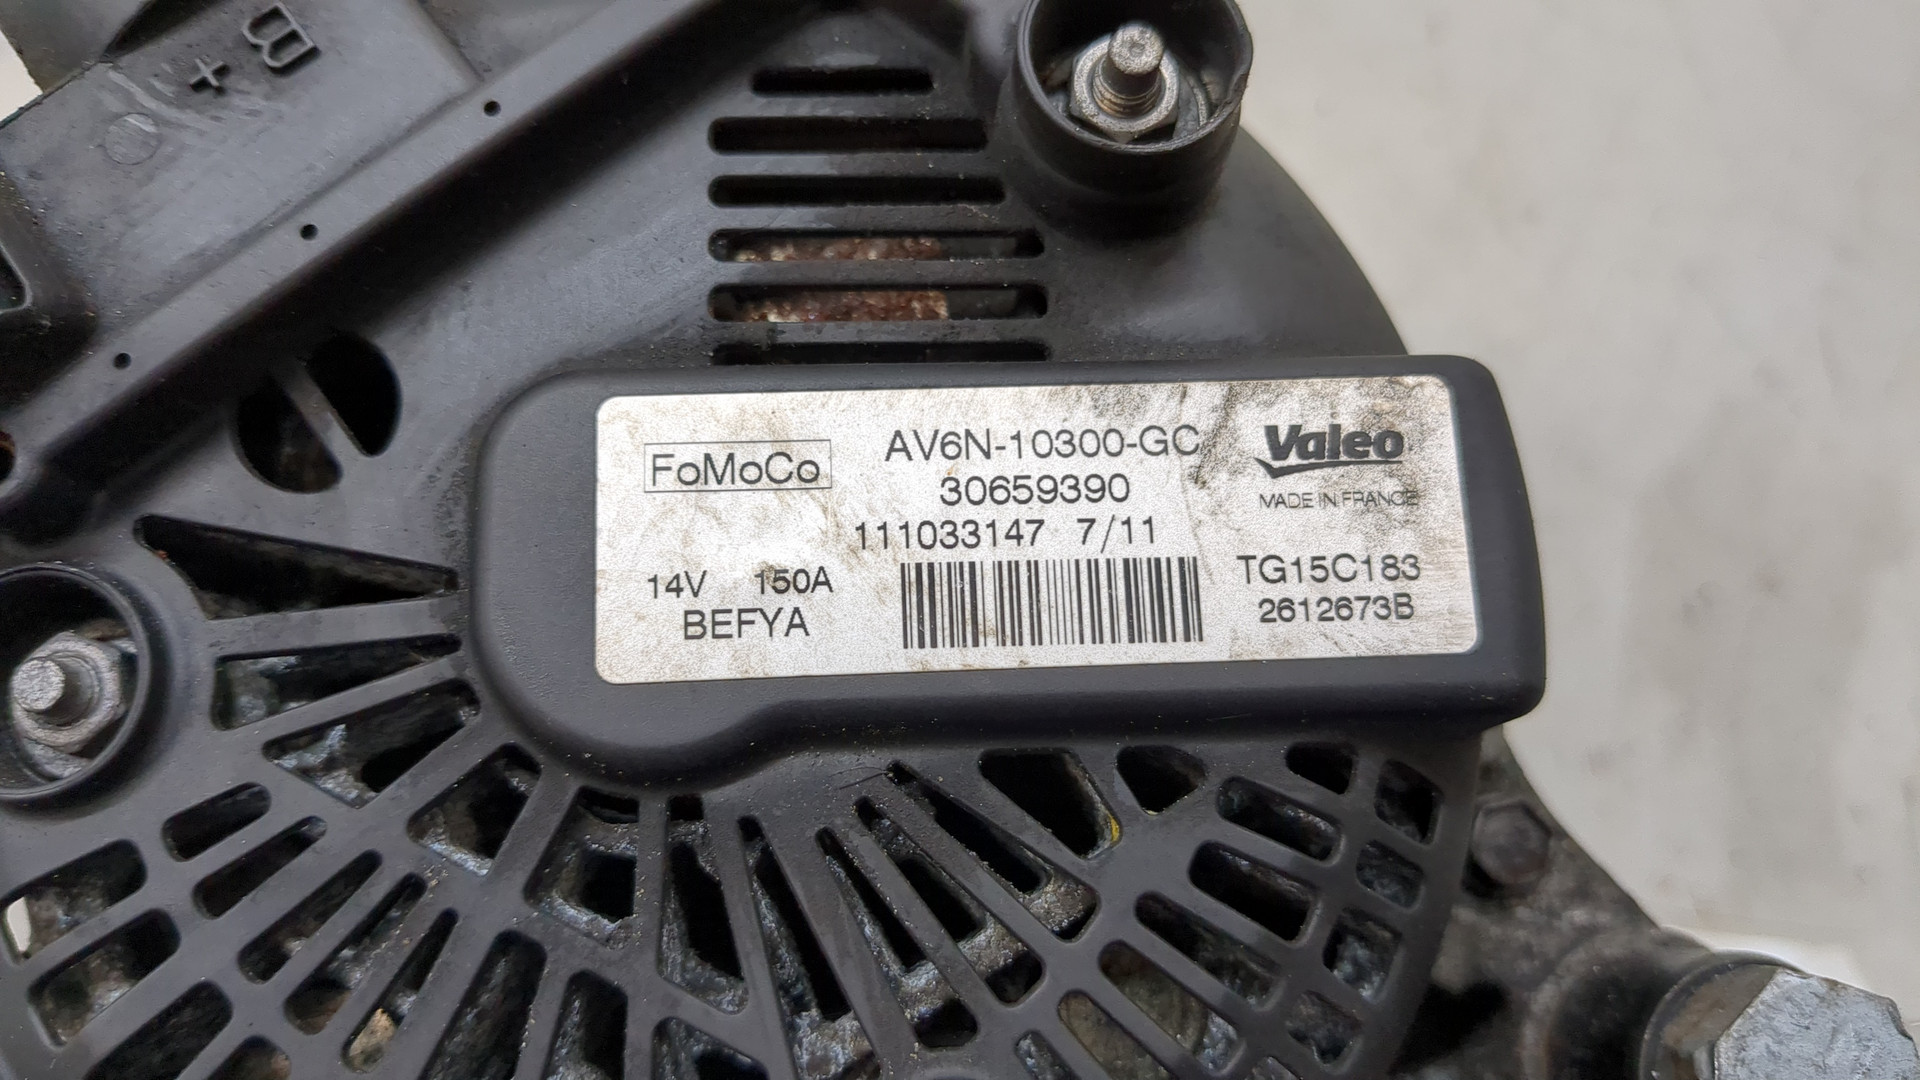 B +
FoMoCo
AV6N-10300-GC
30659390
111033147 7/11
14V 150A
BEFYA
Valeo
MADE IN FRANCE
TG15C183
2612673B